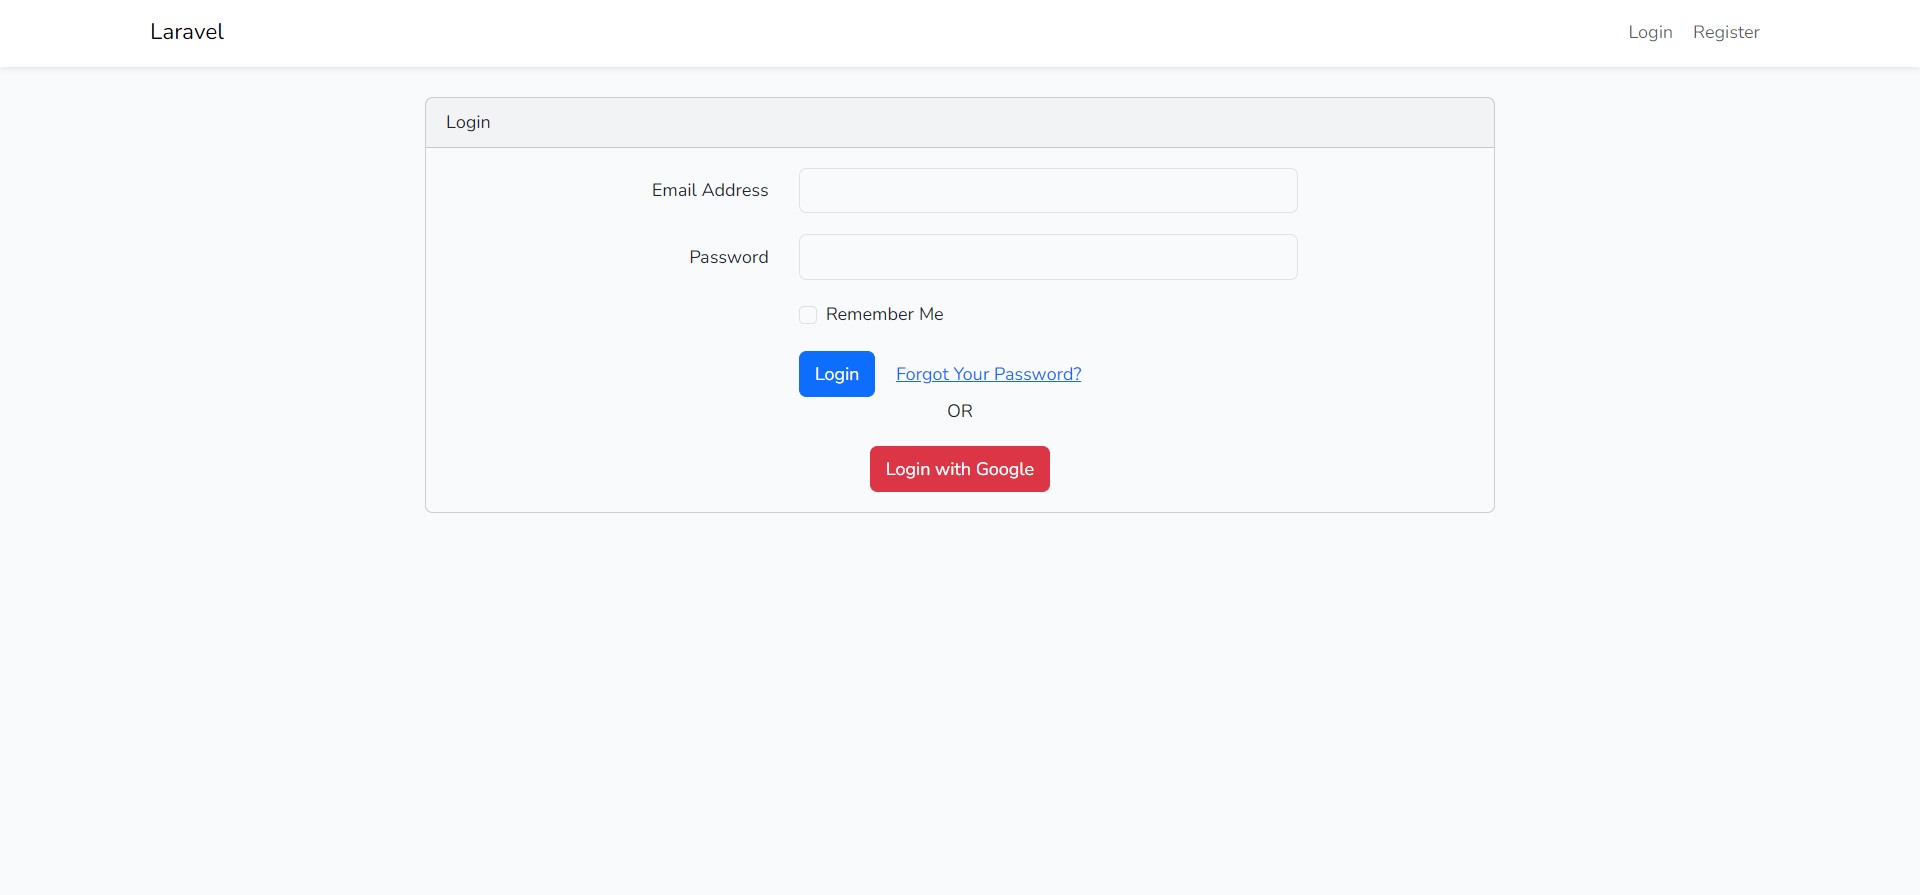 Laravel
Login Register
Login
Email Address
Password
Remember Me
Login Forgot Your Password?
OR
Login with Google